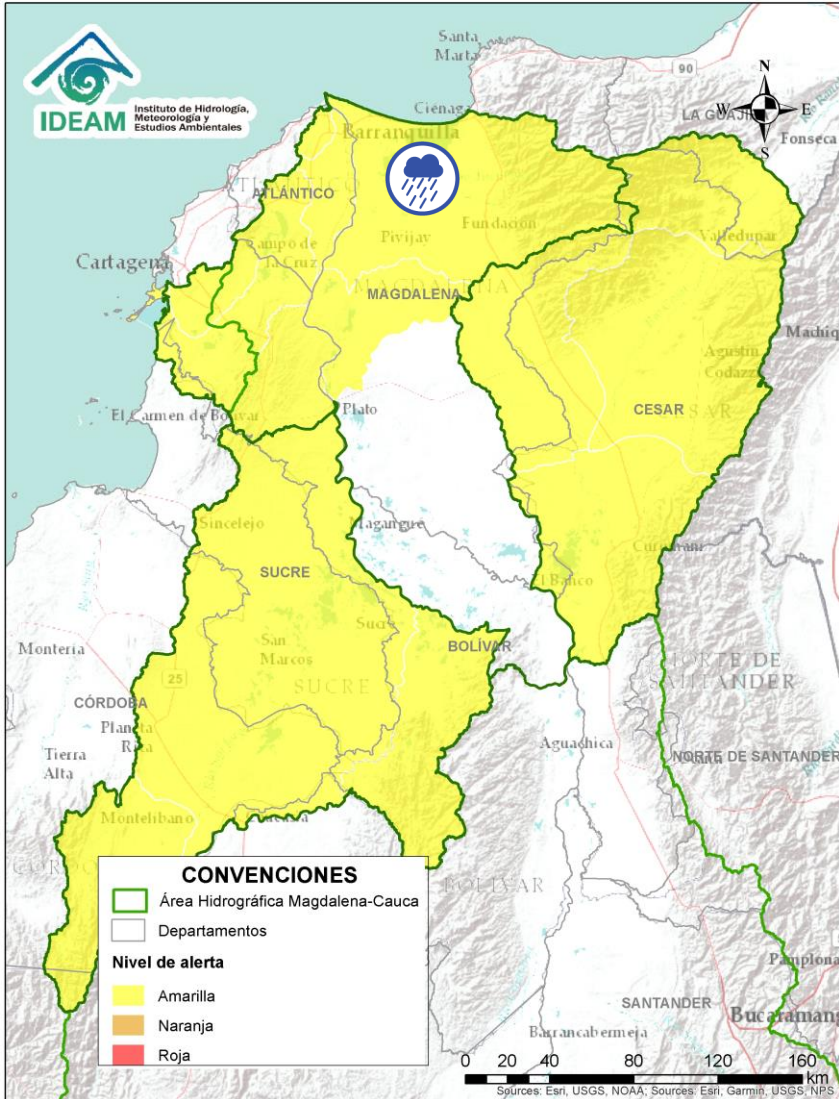 IDEAM
Instituto de Hidrología,
Meteorología y
Estudios Ambientales
Santa
Marta
90
N
W
E
S
LA GUAJIRA
Fonseca
Ciénaga
Barranquilla
ATLÁNTICO
Fundación
Valledupar
Cartagena
Campo de
la Cruz
Pivijay
MAGDALENA
Agustín
Codazzi
CESAR
CESAR
El Carmen de Bolívar
Plato
Sincelejo
Magangué
Curumaní
SUCRE
El Banco
Sucre
San
Marcos
BOLÍVAR
Montería
NORTE DE
SANTANDER
25
SUCRE
CÓRDOBA
Planeta
Rica
Aguachica
NORTE DE SANTANDER
Tierra
Alta
Montelíbano
BOLÍVAR
CONVENCIONES
Área Hidrográfica Magdalena-Cauca
Departamentos
Nivel de alerta
Amarilla
Naranja
Roja
Pamplona
SANTANDER
Bucaramang
Barrancabermeja
0 20 40 80 120 160
km
Sources: Esri, USGS, NOAA; Sources: Esri, Garmin, USGS, NPS